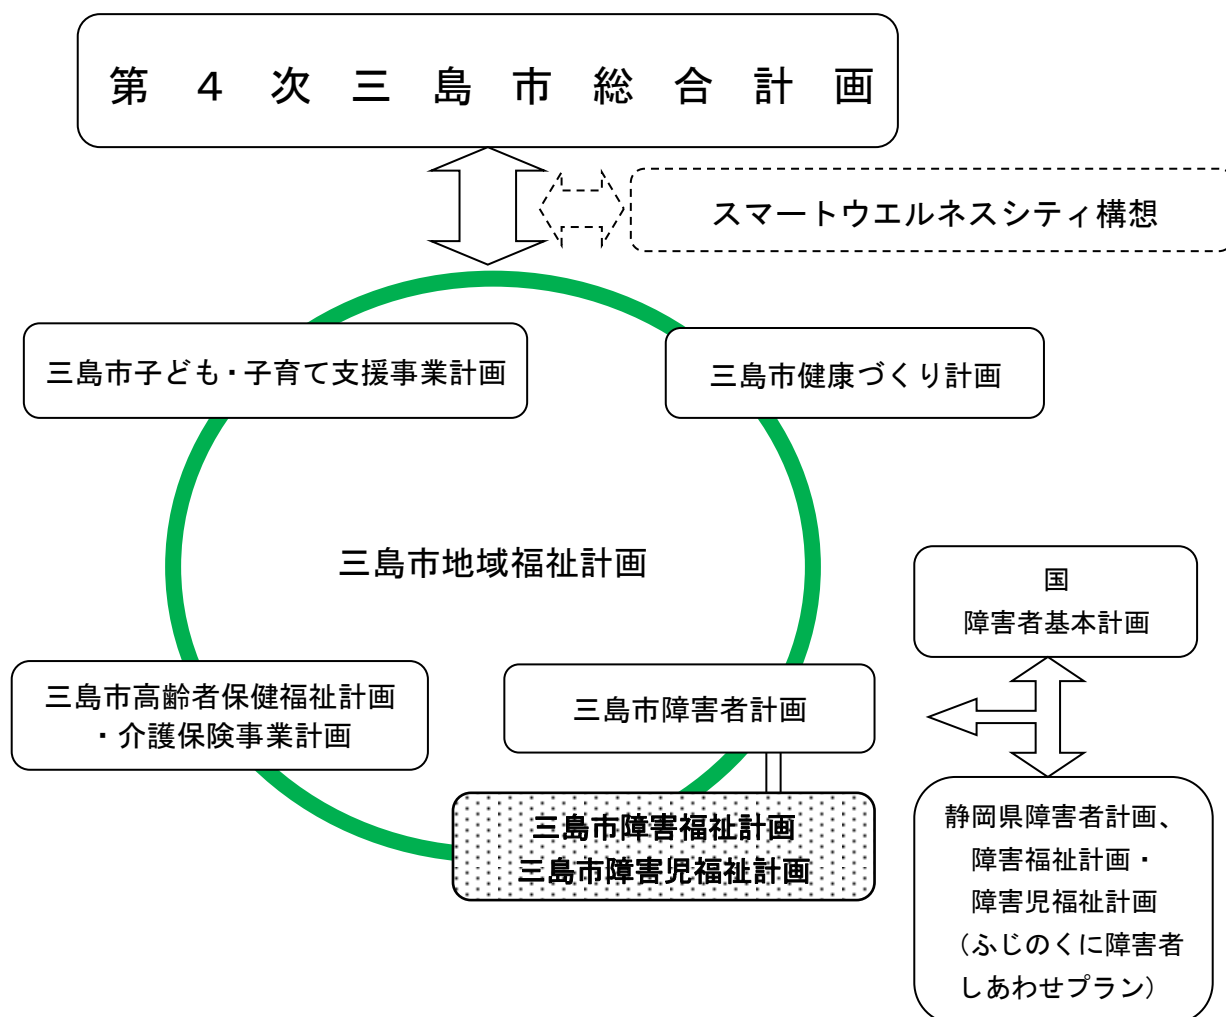 第４次三島市総合計画
スマートウエルネスシティ構想
三島市子ども・子育て支援事業計画
三島市健康づくり計画
三島市地域福祉計画
国
障害者基本計画
三島市高齢者保健福祉計画
・介護保険事業計画
三島市障害者計画
三島市障害福祉計画
三島市障害児福祉計画
静岡県障害者計画、
障害福祉計画・
障害児福祉計画
（ふじのくに障害者
しあわせプラン）